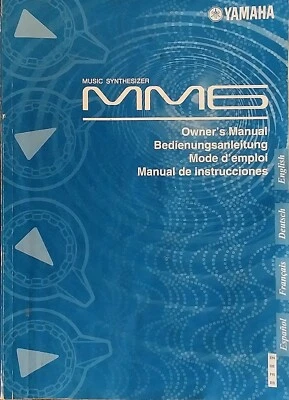 YAMAHA
MUSIC SYNTHESIZER
MM6
Owner's Manual
Bedienungsanleitung
Mode d'emploi
Manual de instrucciones
English
Deutsch
Français
Español